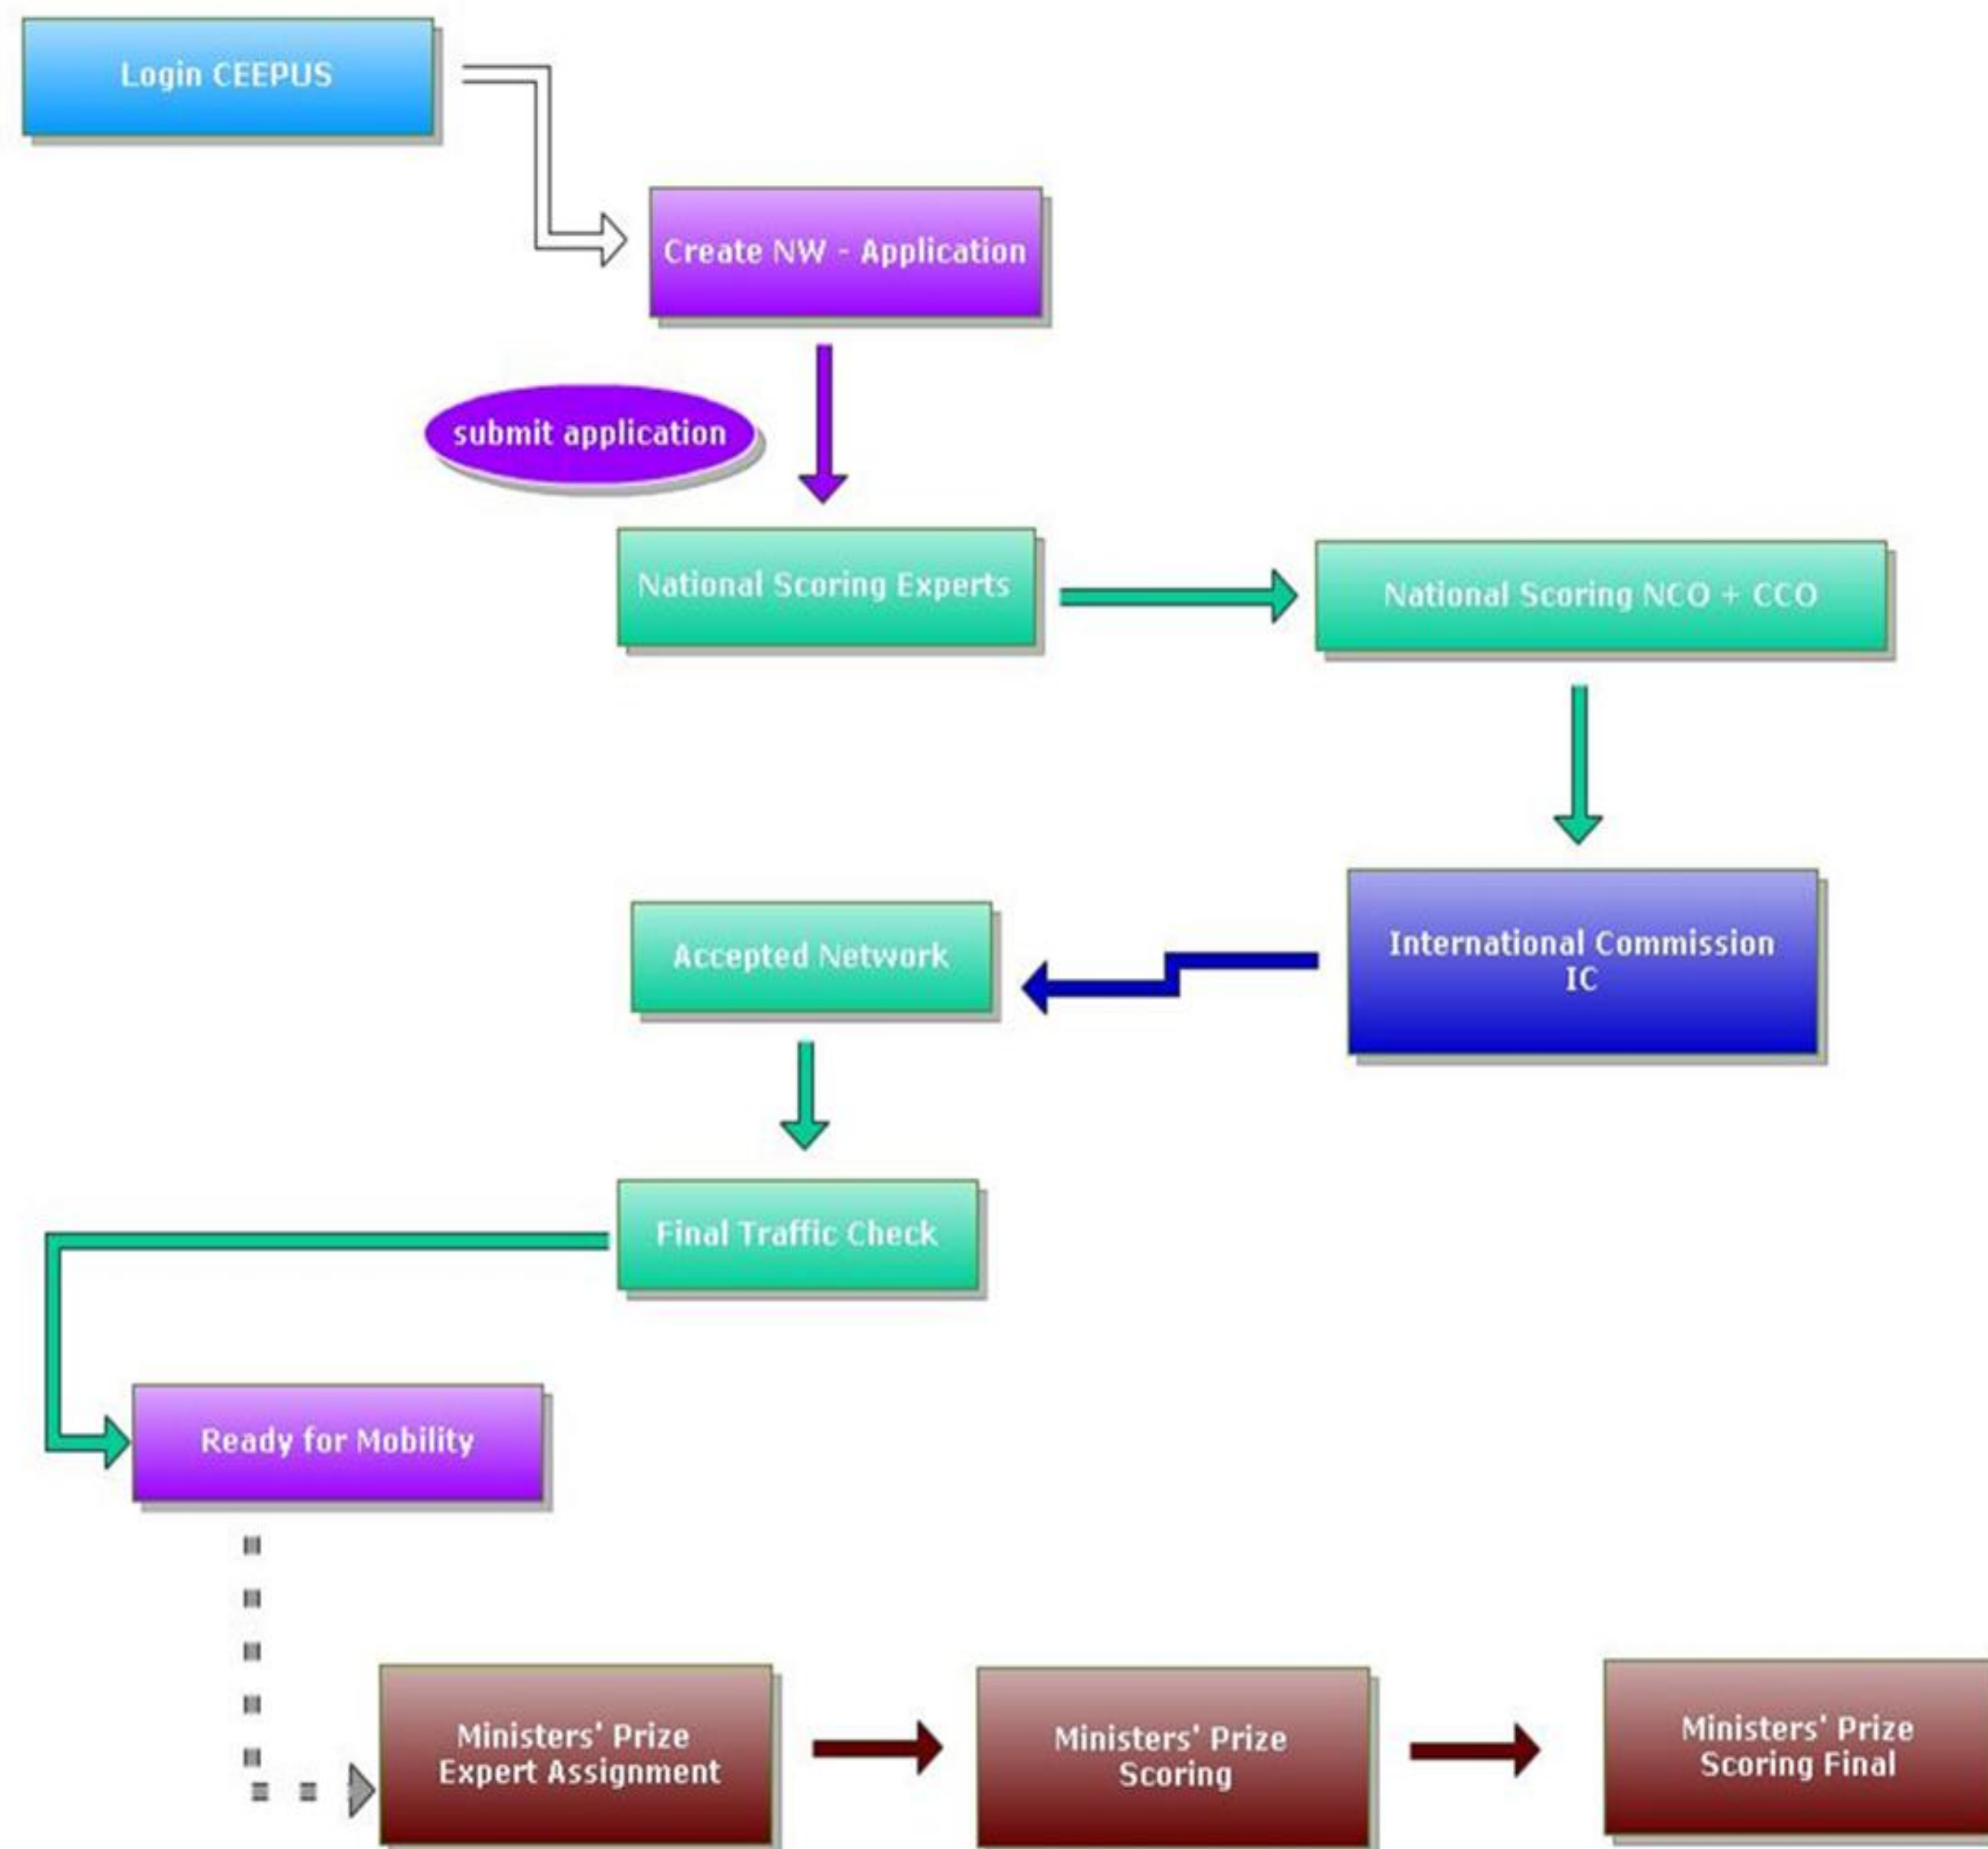 Login CEEPUS
Create NW - Application
submit application
National Scoring Experts
National Scoring NCO + CCO
International Commission
IC
Accepted Network
Final Traffic Check
Ready for Mobility
Ministers' Prize
Expert Assignment
Ministers' Prize
Scoring
Ministers' Prize
Scoring Final